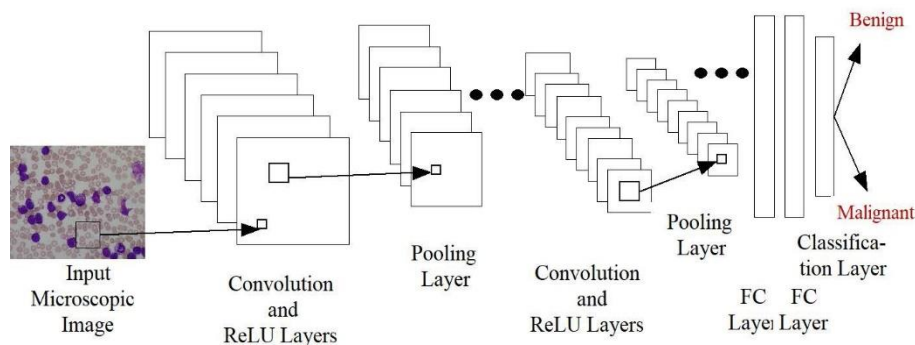 Input
Microscopic
Image
Convolution
and
ReLU Layers
Pooling
Layer
Convolution
and
ReLU Layers
Pooling
Layer
FC
Layer
FC
Layer
Classifica-
tion Layer
Benign
Malignant